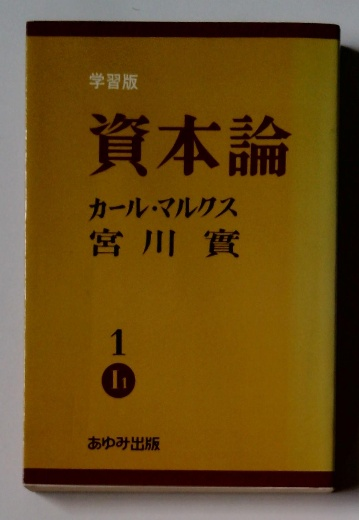 学習版
資本論
カール・マルクス
宮川實
1
I1
あゆみ出版